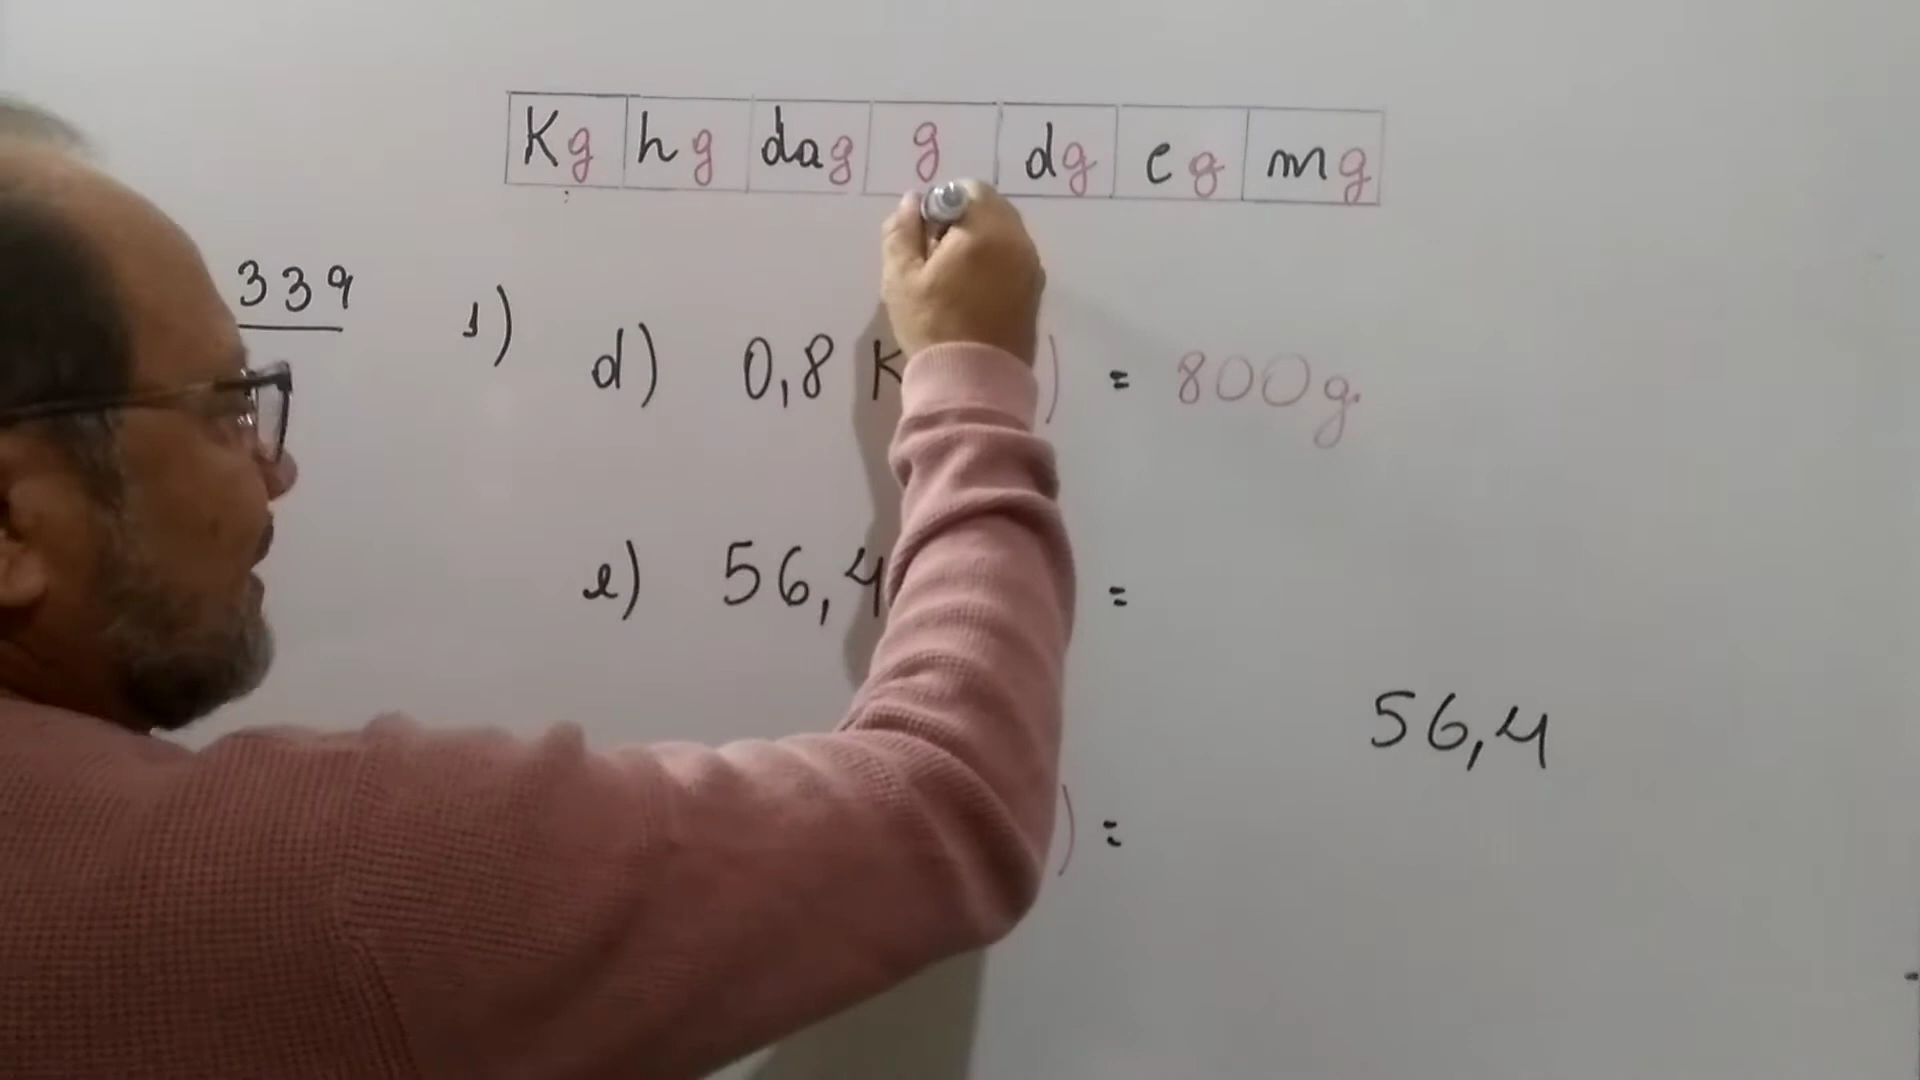 Kg hg dag g dg cg mg
339
1)
d) 0,8 K ) = 800g.
e) 56,4 =
56,4
) =